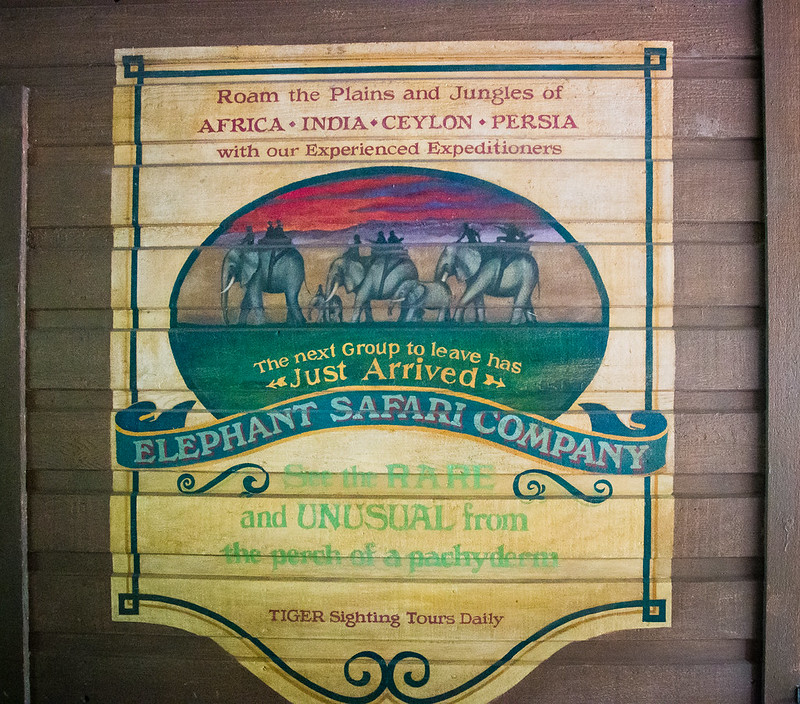 Roam the Plains and Jungles of
AFRICA • INDIA • CEYLON • PERSIA
with our Experienced Expeditioners
The next Group to leave has
Just Arrived
ELEPHANT SAFARI COMPANY
See the RARE
and UNUSUAL from
the perch of a pachyderm
TIGER Sighting Tours Daily